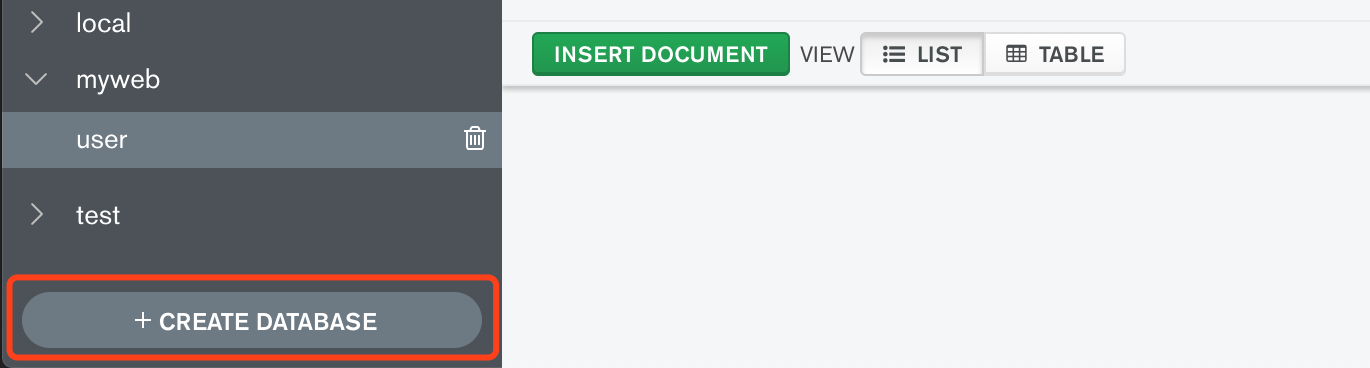 local
myweb
user
test
+ CREATE DATABASE
INSERT DOCUMENT VIEW LIST TABLE